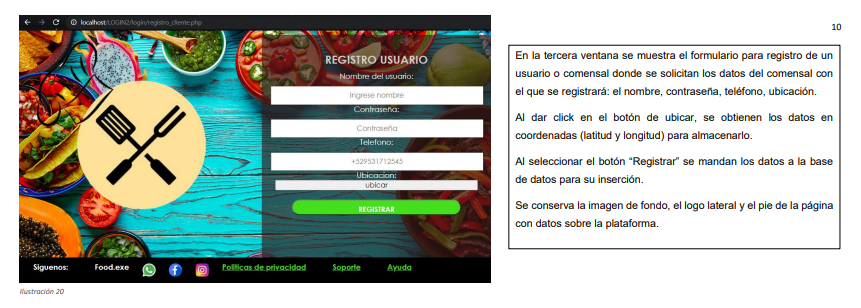 localhost/LOGIN2/login/registro_cliente.php
REGISTRO USUARIO
Nombre del usuario:
Ingrese nombre
Contraseña:
Contraseña
Telefono:
+529531712545
Ubicacion:
ubicar
REGISTRAR
Siguenos:
Food.exe
Políticas de privacidad
Soporte
Ayuda
Ilustración 20
10
En la tercera ventana se muestra el formulario para registro de un
usuario o comensal donde se solicitan los datos del comensal con
el que se registrará: el nombre, contraseña, teléfono, ubicación.
Al dar click en el botón de ubicar, se obtienen los datos en
coordenadas (latitud y longitud) para almacenarlo.
Al seleccionar el botón “Registrar” se mandan los datos a la base
de datos para su inserción.
Se conserva la imagen de fondo, el logo lateral y el pie de la página
con datos sobre la plataforma.